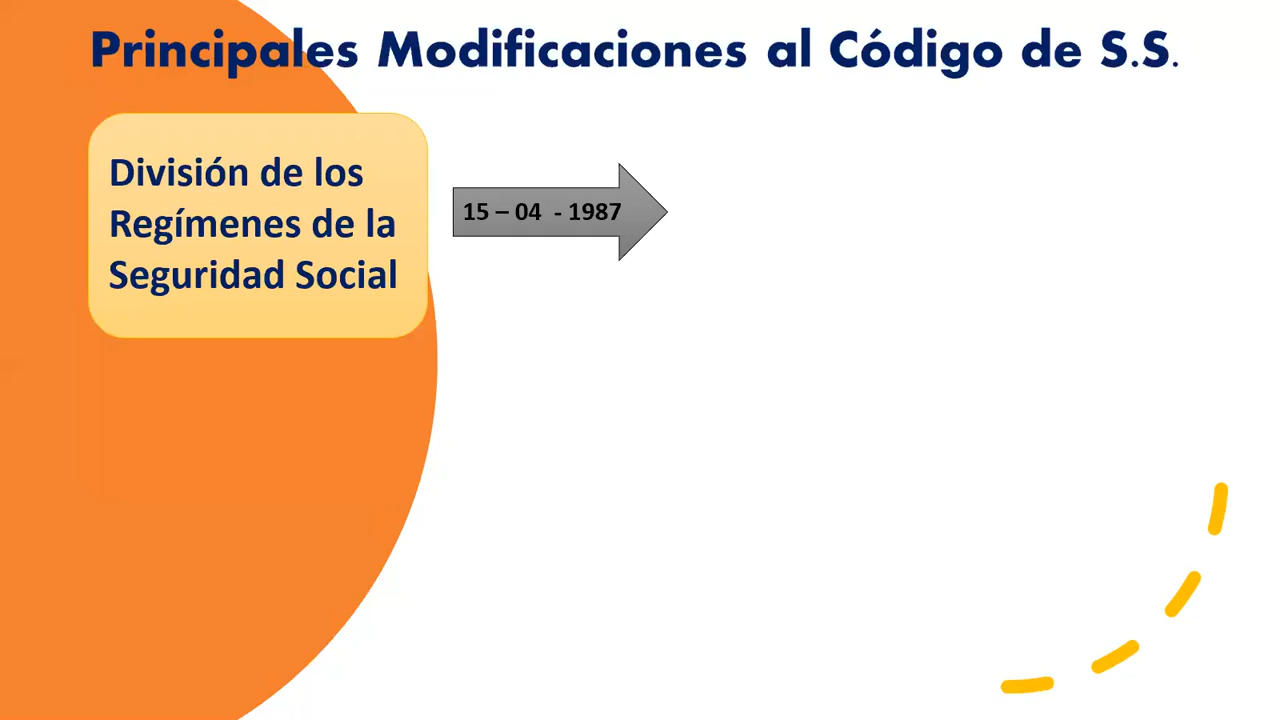 Principales Modificaciones al Código de S.S.
División de los
Regímenes de la
Seguridad Social
15 – 04 - 1987